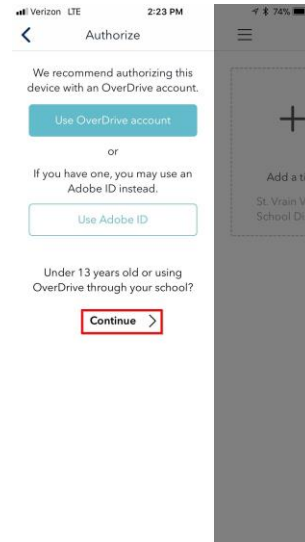 Verizon LTE 2:23 PM
74%
Authorize
We recommend authorizing this
device with an OverDrive account.
Use OverDrive account
or
If you have one, you may use an
Adobe ID instead.
Use Adobe ID
Under 13 years old or using
OverDrive through your school?
Continue
Add a ti
St. Vrain V
School Di